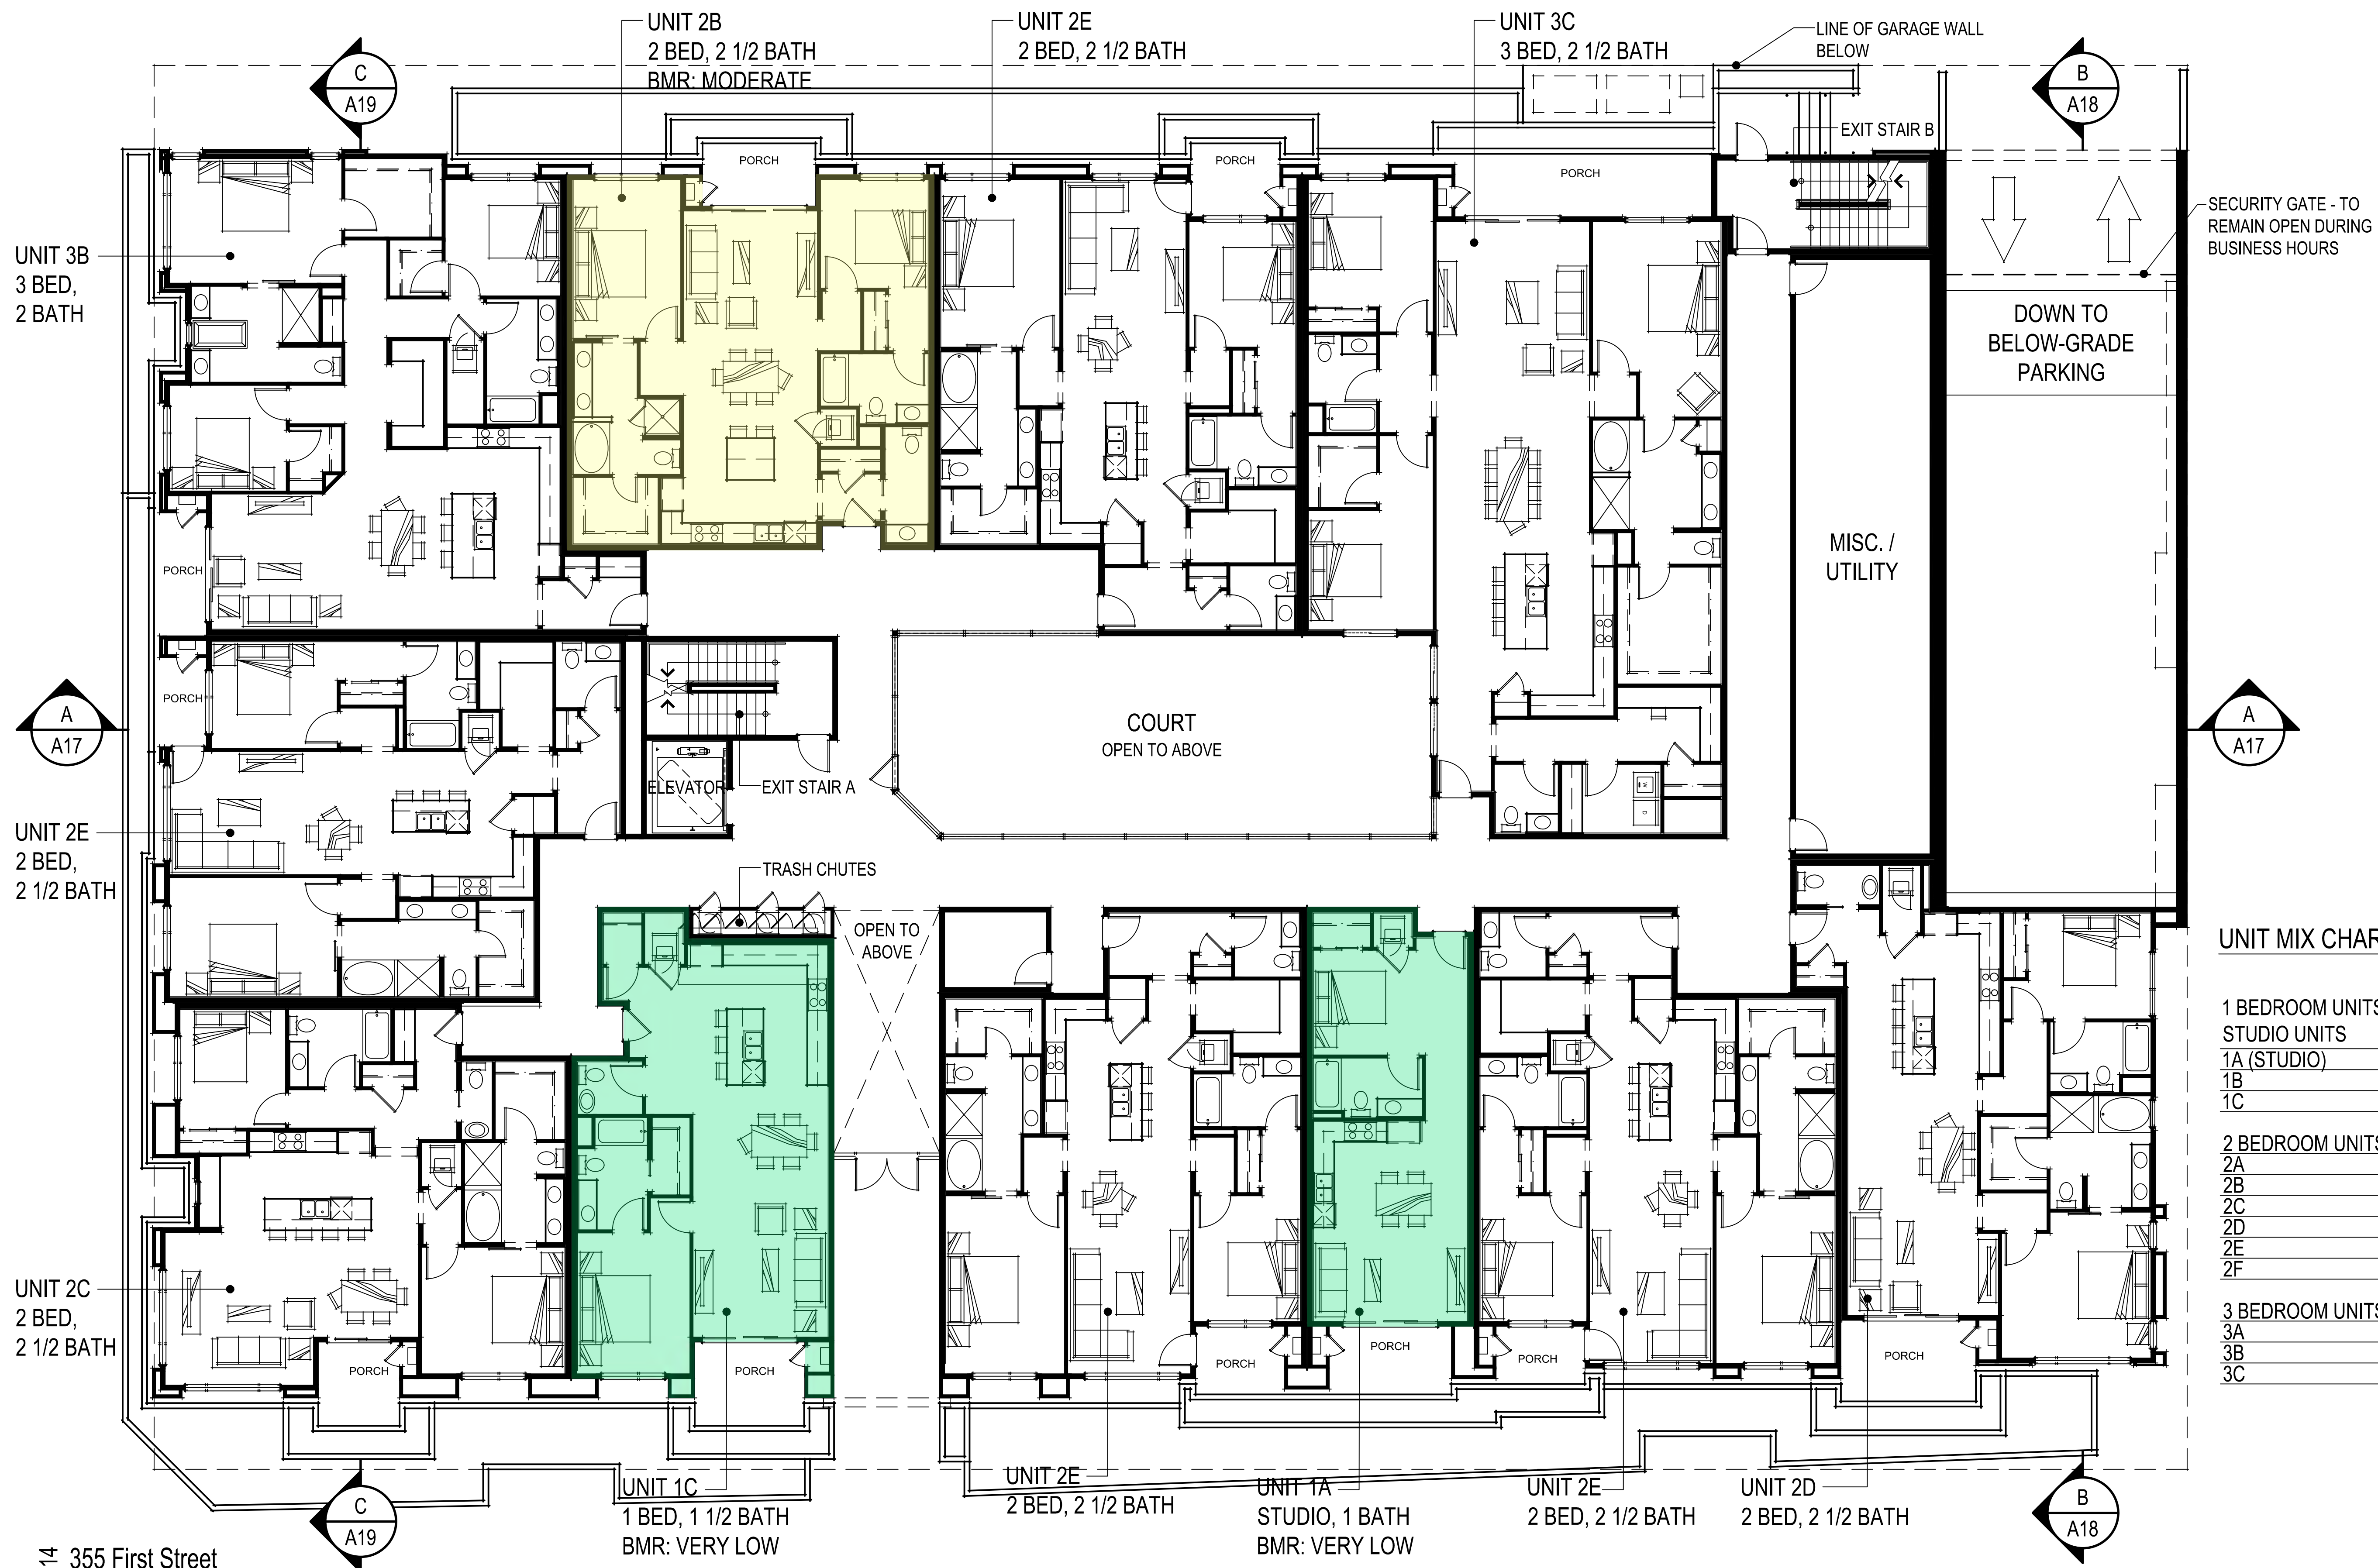 UNIT 2B
2 BED, 2 1/2 BATH
BMR: MODERATE
UNIT 2E
2 BED, 2 1/2 BATH
UNIT 3C
3 BED, 2 1/2 BATH
LINE OF GARAGE WALL
BELOW
C
A19
B
A18
EXIT STAIR B
PORCH
PORCH
PORCH
SECURITY GATE - TO
REMAIN OPEN DURING
BUSINESS HOURS
UNIT 3B
3 BED,
2 BATH
DOWN TO
BELOW-GRADE
PARKING
MISC. /
UTILITY
PORCH
PORCH
A
A17
COURT
OPEN TO ABOVE
A
A17
ELEVATOR
EXIT STAIR A
W
D
UNIT 2E
2 BED,
2 1/2 BATH
TRASH CHUTES
OPEN TO
ABOVE
UNIT MIX CHAR
1 BEDROOM UNITS
STUDIO UNITS
1A (STUDIO)
1B
1C
2 BEDROOM UNITS
2A
2B
2C
2D
2E
2F
3 BEDROOM UNITS
3A
3B
3C
UNIT 2C
2 BED,
2 1/2 BATH
PORCH
PORCH
PORCH
PORCH
PORCH
PORCH
UNIT 1C
1 BED, 1 1/2 BATH
BMR: VERY LOW
UNIT 2E
2 BED, 2 1/2 BATH
UNIT 1A
STUDIO, 1 BATH
BMR: VERY LOW
UNIT 2E
2 BED, 2 1/2 BATH
UNIT 2D
2 BED, 2 1/2 BATH
C
A19
B
A18
14
355 First Street